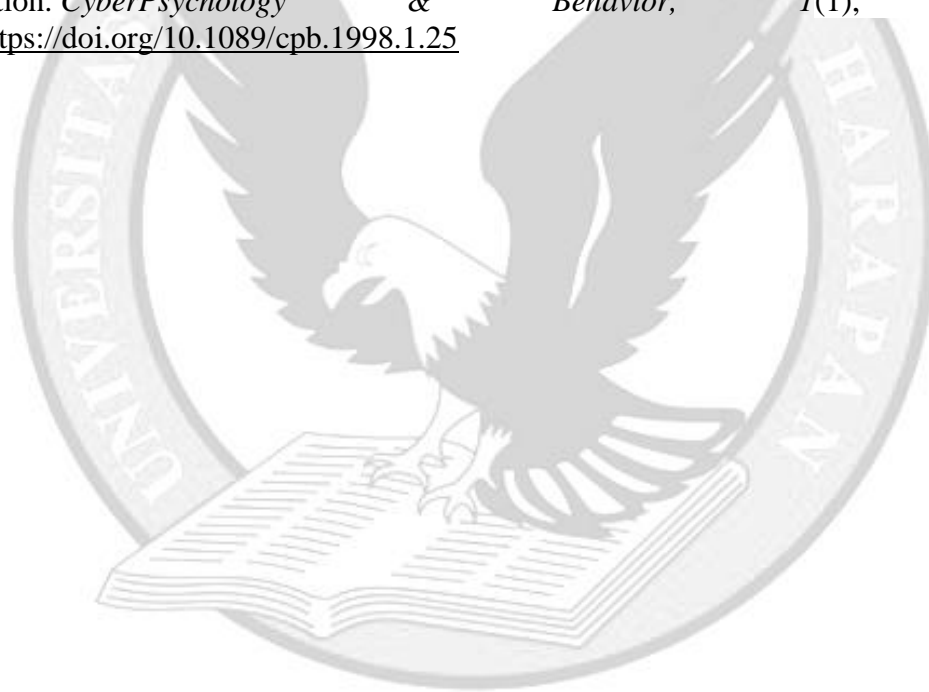 tion. CyberPsychology & Behavior, 1(1),
tps://doi.org/10.1089/cpb.1998.1.25
UNIVERSITAS
HARAPAN